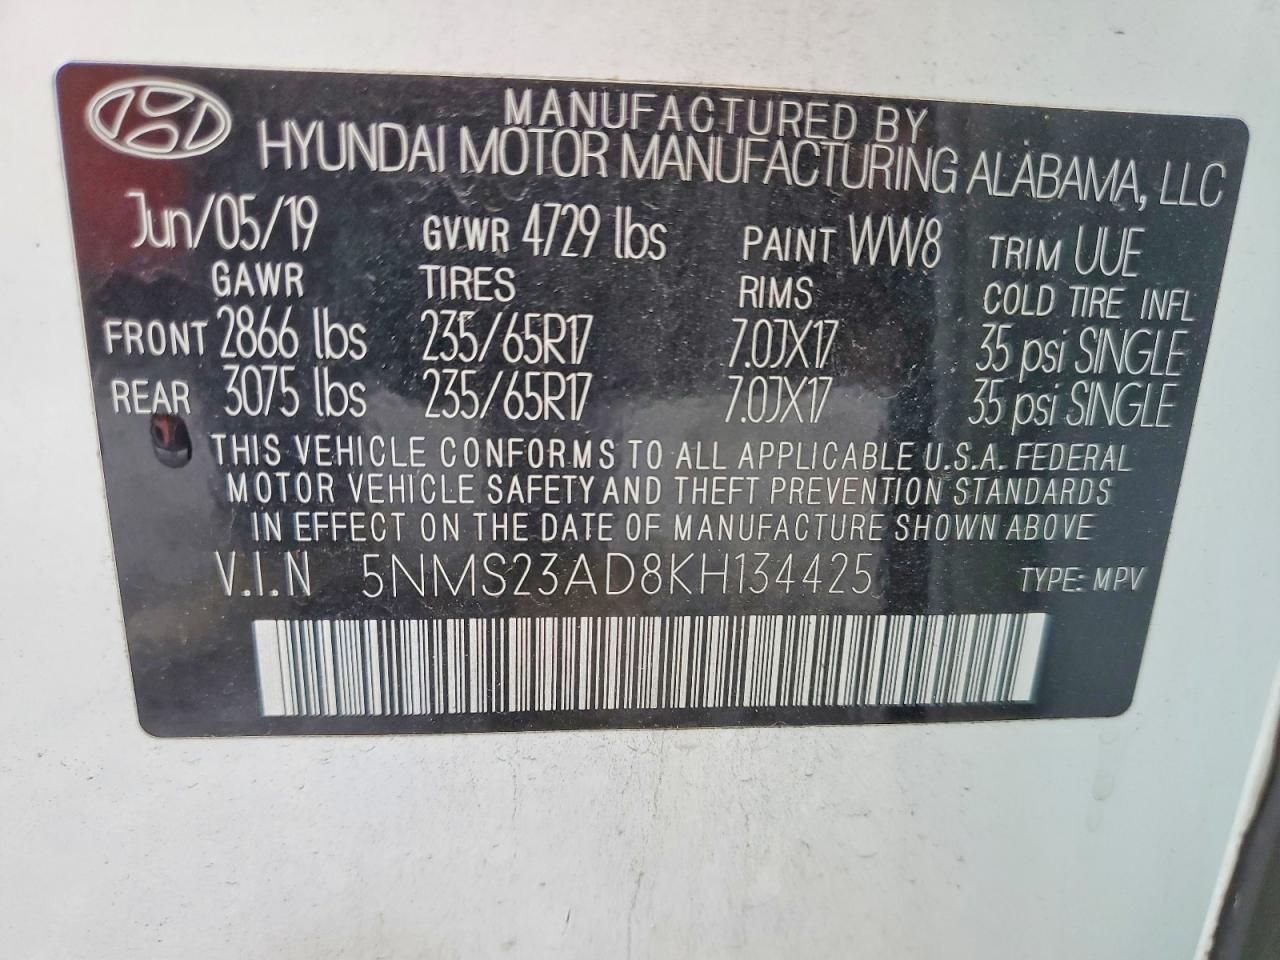 MANUFACTURED BY
HYUNDAI MOTOR MANUFACTURING ALABAMA, LLC
Jun/05/19 GVWR 4729 lbs PAINT WW8 TRIM UUE
GAWR TIRES RIMS COLD TIRE INFL
FRONT 2866 lbs 235/65R17 7.0JX17 35 psi SINGLE
REAR 3075 lbs 235/65R17 7.0JX17 35 psi SINGLE
THIS VEHICLE CONFORMS TO ALL APPLICABLE U.S.A. FEDERAL
MOTOR VEHICLE SAFETY AND THEFT PREVENTION STANDARDS
IN EFFECT ON THE DATE OF MANUFACTURE SHOWN ABOVE
V.I.N 5NMS23AD8KH134425 TYPE: MPV